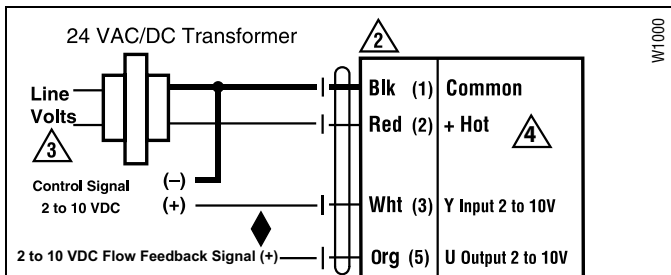 24 VAC/DC Transformer
W1000
2
Blk (1) Common
Line
Volts
Red (2) + Hot
3
4
Control Signal (–)
2 to 10 VDC (+)
Wht (3) Y Input 2 to 10V
2 to 10 VDC Flow Feedback Signal (+)
Org (5) U Output 2 to 10V